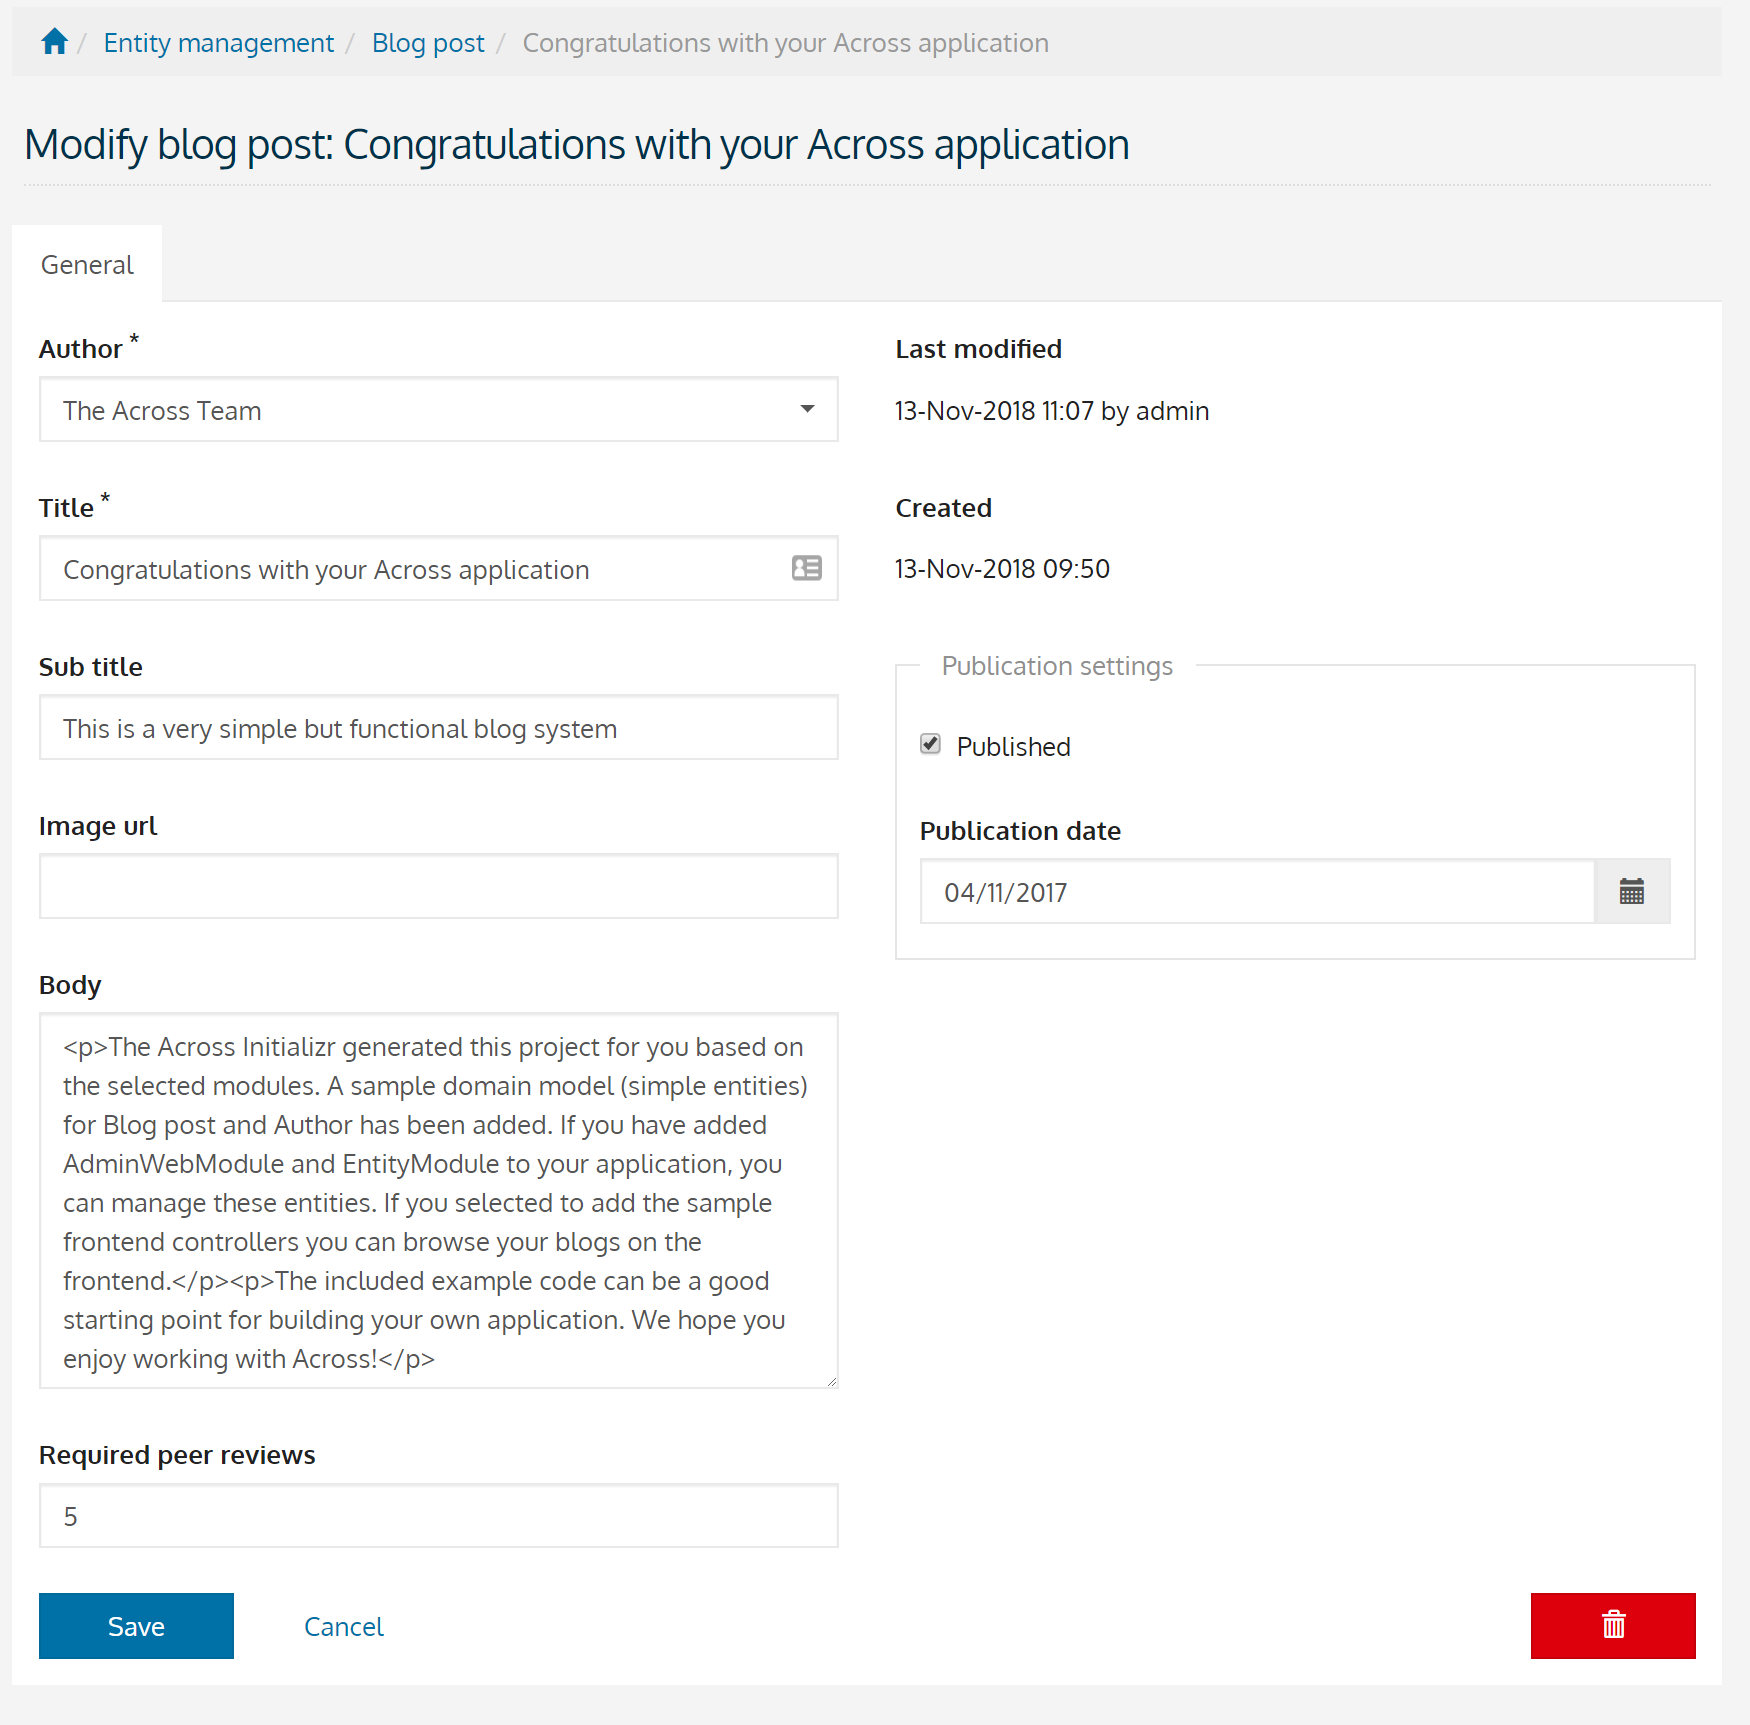 / Entity management / Blog post / Congratulations with your Across application
Modify blog post: Congratulations with your Across application
General
Author *
The Across Team
Title *
Congratulations with your Across application
Sub title
This is a very simple but functional blog system
Image url
Body
<p>The Across Initializr generated this project for you based on
the selected modules. A sample domain model (simple entities)
for Blog post and Author has been added. If you have added
AdminWebModule and EntityModule to your application, you
can manage these entities. If you selected to add the sample
frontend controllers you can browse your blogs on the
frontend.</p><p>The included example code can be a good
starting point for building your own application. We hope you
enjoy working with Across!</p>
Required peer reviews
5
Last modified
13-Nov-2018 11:07 by admin
Created
13-Nov-2018 09:50
Publication settings
Published
Publication date
04/11/2017
Save
Cancel